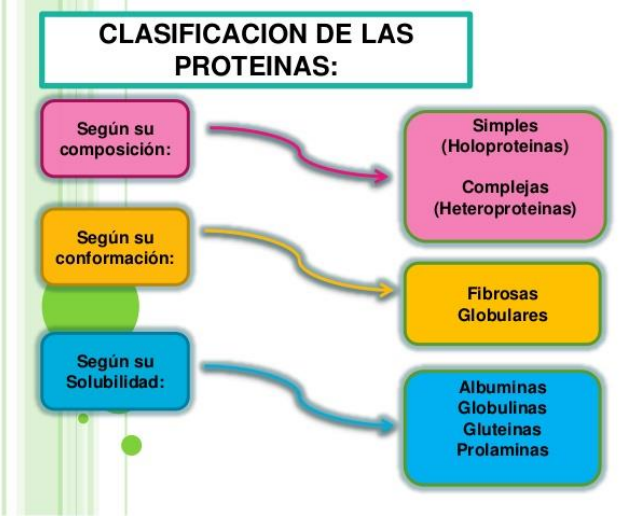 CLASIFICACION DE LAS
PROTEINAS:
Según su
composición:
Simples
(Holoproteinas)
Complejas
(Heteroproteinas)
Según su
conformación:
Fibrosas
Globulares
Según su
Solubilidad:
Albuminas
Globulinas
Gluteinas
Prolaminas